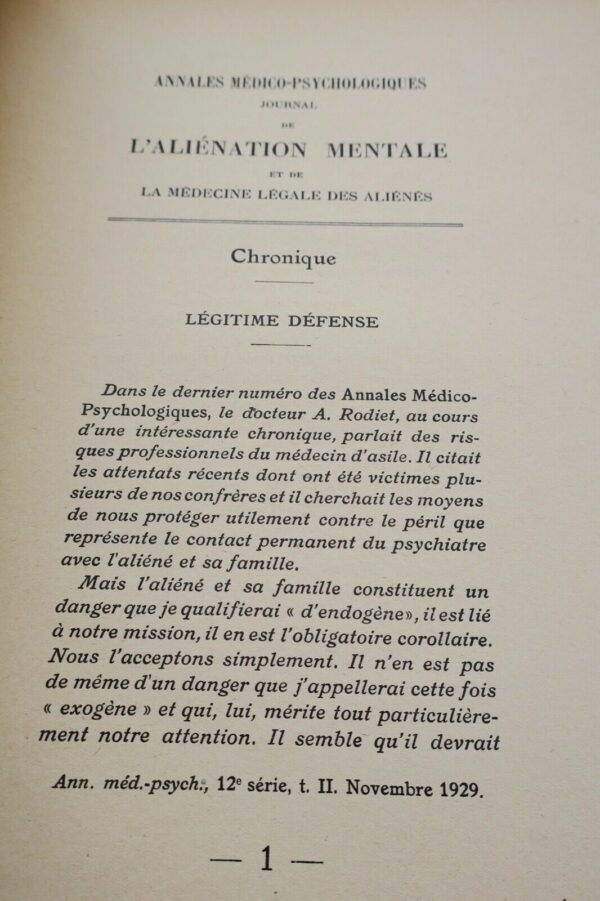 ANNALES MÉDICO-PSYCHOLOGIQUES
JOURNAL
DE
L'ALIÉNATION MENTALE
ET DE
LA MÉDECINE LÉGALE DES ALIÉNÉS
Chronique
LÉGITIME DÉFENSE
Dans le dernier numéro des Annales Médico-
Psychologiques, le docteur A. Rodiet, au cours
d'une intéressante chronique, parlait des ris-
ques professionnels du médecin d'asile. Il citait
les attentats récents dont ont été victimes plu-
sieurs de nos confrères et il cherchait les moyens
de nous protéger utilement contre le péril que
représente le contact permanent du psychiatre
avec l'aliéné et sa famille.
Mais l'aliéné et sa famille constituent un
danger que je qualifierai « d'endogène », il est lié
à notre mission, il en est l'obligatoire corollaire.
Nous l'acceptons simplement. Il n'en est pas
de même d'un danger que j'appellerai cette fois
« exogène » et qui, lui, mérite tout particulière-
ment notre attention. Il semble qu'il devrait
Ann. méd.-psych., 12e série, t. II. Novembre 1929.
— 1 —